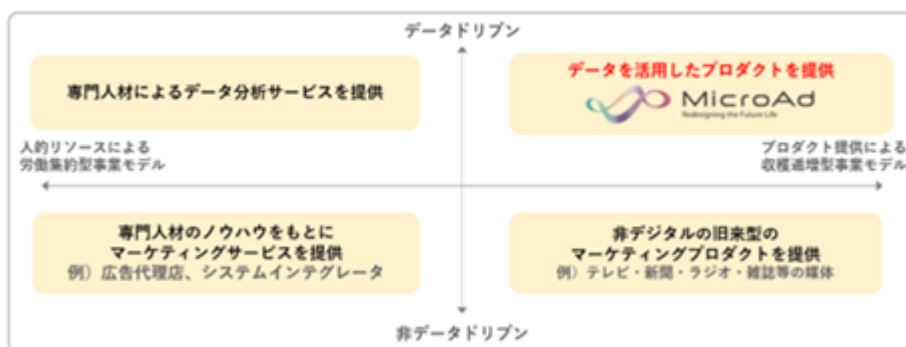 データドリブン
専門人材によるデータ分析サービスを提供
データを活用したプロダクトを提供
MicroAd
Redesigning the Future Life
人的リソースによる
労働集約型事業モデル
プロダクト提供による
収穫逓増型事業モデル
専門人材のノウハウをもとに
マーケティングサービスを提供
例）広告代理店、システムインテグレータ
非デジタルの旧来型の
マーケティングプロダクトを提供
例）テレビ・新聞・ラジオ・雑誌等の媒体
非データドリブン